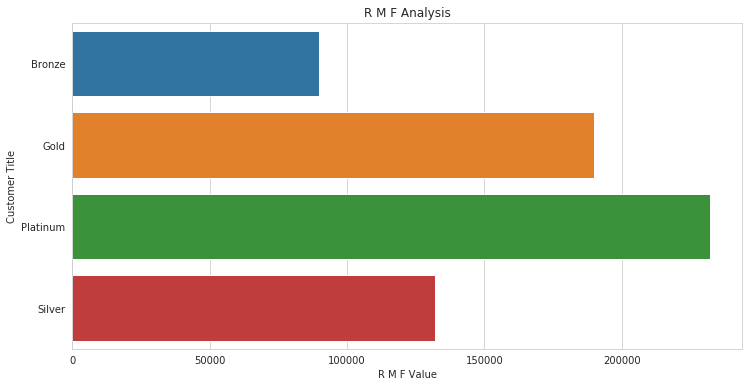 R M F Analysis
Customer Title
Bronze
Gold
Platinum
Silver
0 50000 100000 150000 200000
R M F Value